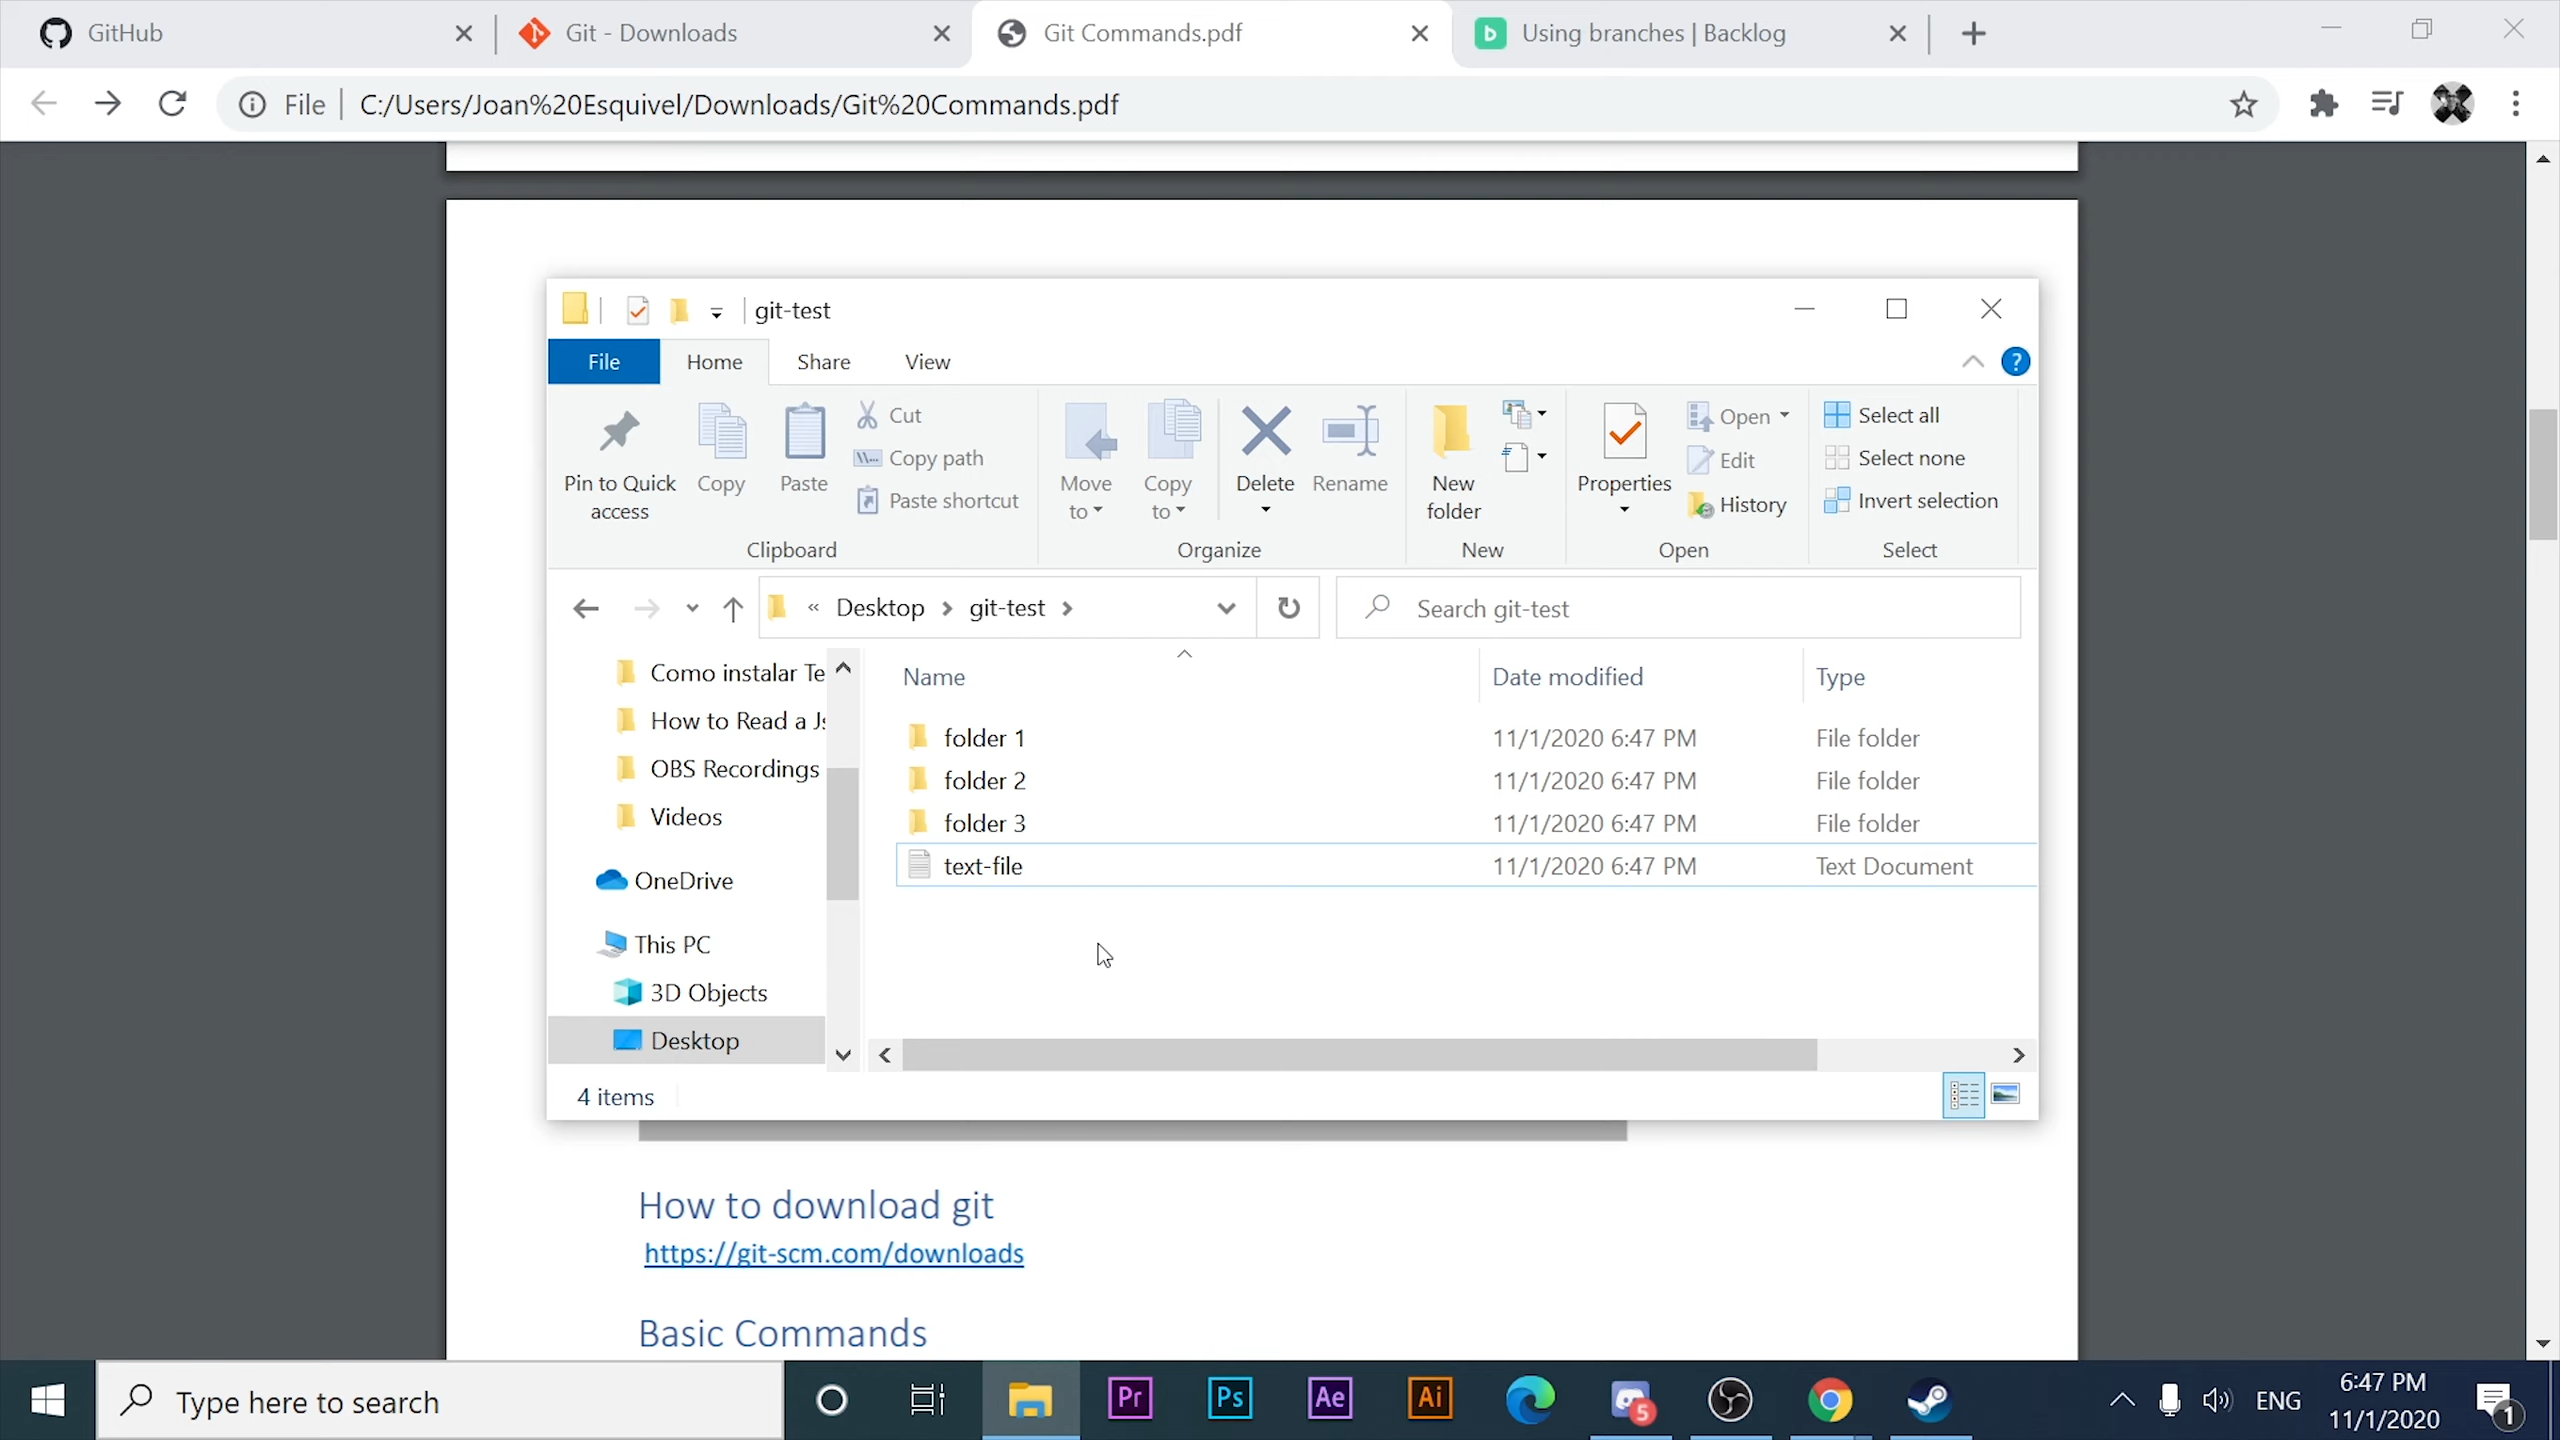 GitHub
Git - Downloads
Git Commands.pdf
b
Using branches | Backlog
File
C:/Users/Joan%20Esquivel/Downloads/Git%20Commands.pdf
git-test
File
Home
Share
View
?
Pin to Quick
access
Copy
Paste
Cut
Copy path
Paste shortcut
Move
to
Copy
to
Delete
Rename
New
folder
Properties
Open
Edit
History
Select all
Select none
Invert selection
Clipboard
Organize
New
Open
Select
« Desktop > git-test >
Search git-test
Como instalar Te
How to Read a Js
OBS Recordings
Videos
OneDrive
This PC
3D Objects
Desktop
Name
Date modified
Type
folder 1
11/1/2020 6:47 PM
File folder
folder 2
11/1/2020 6:47 PM
File folder
folder 3
11/1/2020 6:47 PM
File folder
text-file
11/1/2020 6:47 PM
Text Document
4 items
How to download git
https://git-scm.com/downloads
Basic Commands
Type here to search
Pr
Ps
Ae
Ai
5
ENG
6:47 PM
11/1/2020
1